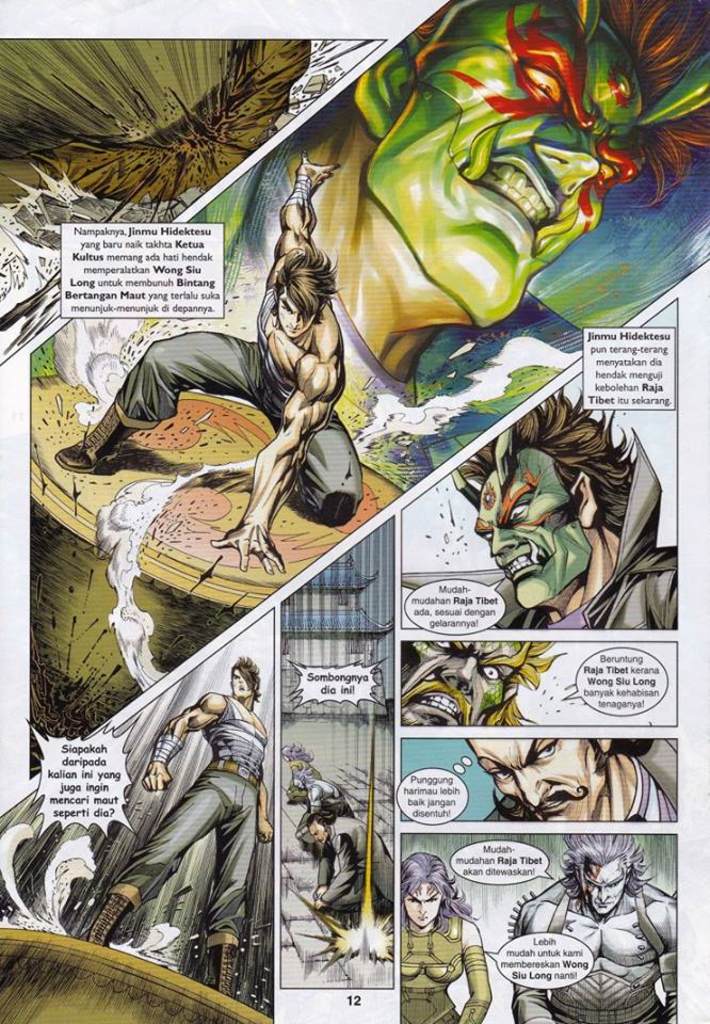 Nampaknya, Jinmu Hidektesu
yang baru naik takhta Ketua
Kultus memang ada hati hendak
memperalatkan Wong Siu
Long untuk membunuh Bintang
Bertangan Maut yang terlalu suka
menunjuk-menunjuk di depannya.
Jinmu Hidektesu
pun terang-terang
menyatakan dia
hendak menguji
kebolehan Raja
Tibet itu sekarang.
Mudah-
mudahan Raja Tibet
ada, sesuai dengan
gelarannya!
Beruntung
Raja Tibet kerana
Wong Siu Long
banyak kehabisan
tenaganya!
Sombongnya
dia ini!
Siapakah
daripada
kalian ini yang
juga ingin
mencari maut
seperti dia?
Punggung
harimau lebih
baik jangan
disentuh!
Mudah-
mudahan Raja Tibet
akan ditewaskan!
Lebih
mudah untuk kami
membereskan Wong
Siu Long nanti!
12